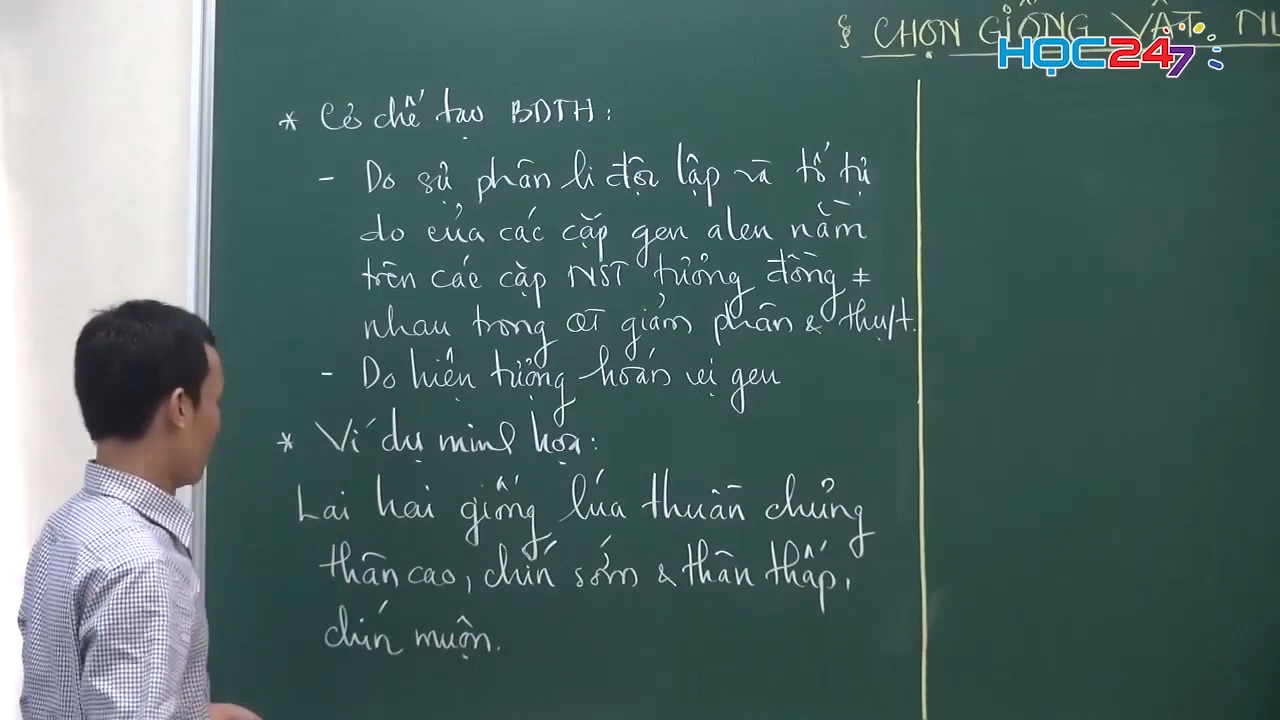 § CHỌN GIỐNG VẬT NU
HỌC247
* Cơ chế tạo BDTH:
- Do sự phân li độc lập và tổ tự
do của các cặp gen alen nằm
trên các cặp NST tương đồng ≠
nhau trong QT giảm phân & thụ/t.
- Do hiện tượng hoán vị gen
* Ví dụ minh họa:
Lai hai giống lúa thuần chủng
thân cao, chín sớm & thân thấp,
chín muộn.